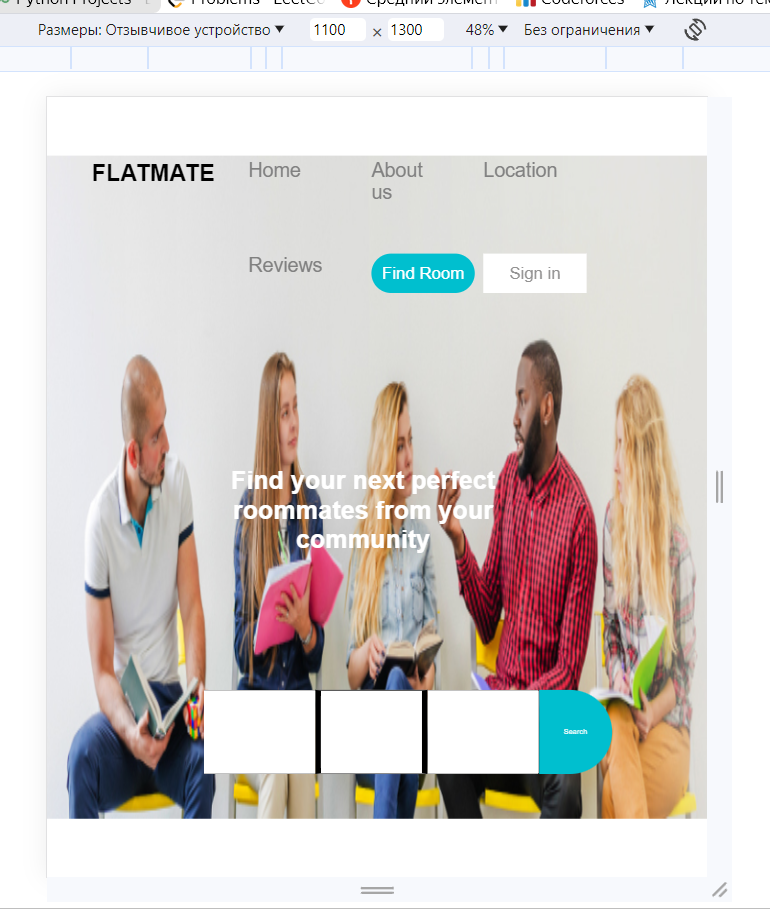 Python Projects
Problems - LeetCo
Средний элемент
Codeforces
Лекции по тем
Размеры: Отзывчивое устройство ▼ 1100 × 1300 48% ▼ Без ограничения ▼
FLATMATE Home About us Location
Reviews Find Room Sign in
Find your next perfect
roommates from your
community
Search